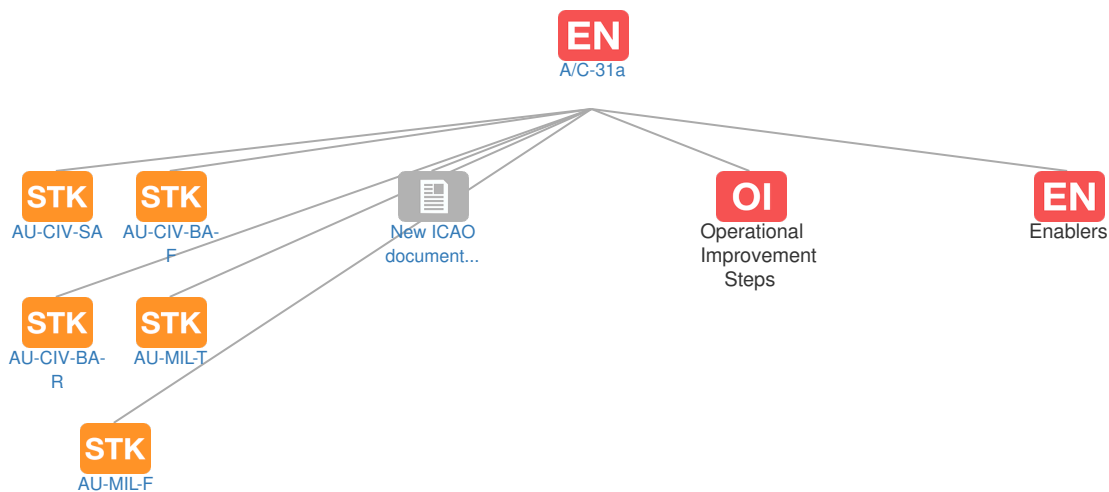 EN
A/C-31a
STK
AU-CIV-SA
STK
AU-CIV-BA-
F
New ICAO
document...
OI
Operational
Improvement
Steps
EN
Enablers
STK
AU-CIV-BA-
R
STK
AU-MIL-T
STK
AU-MIL-F